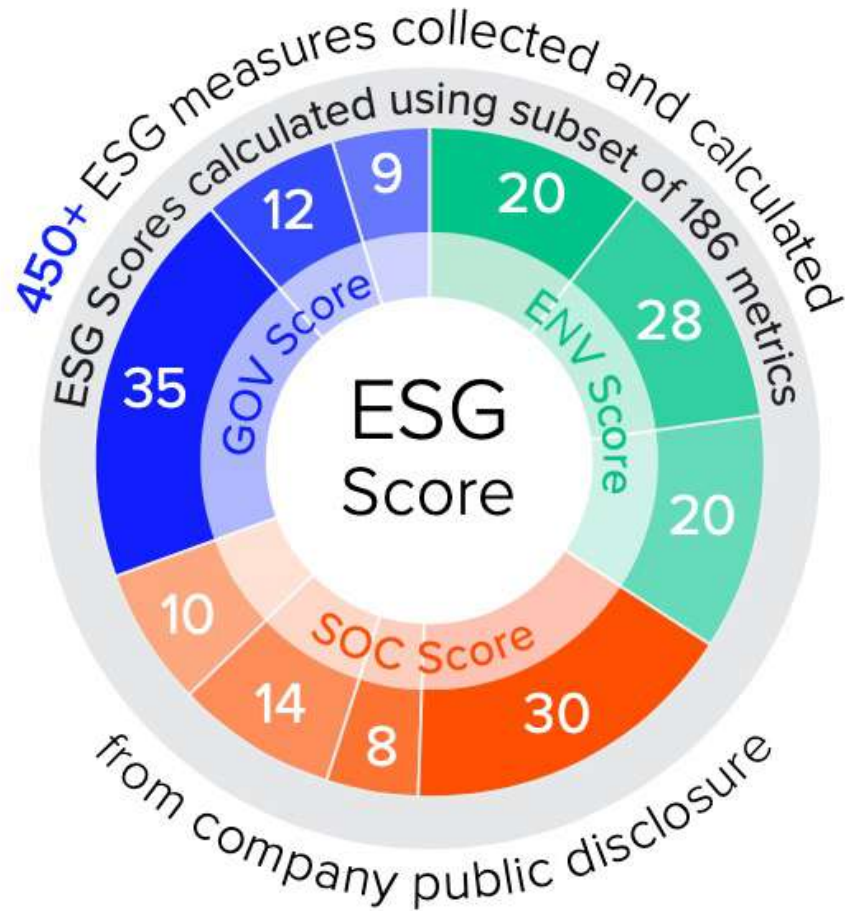 450+ ESG measures collected and calculated
ESG Scores calculated using subset of 186 metrics
9
20
12
28
35
20
10
30
14
8
GOV Score
ENV Score
SOC Score
ESG
Score
from company public disclosure